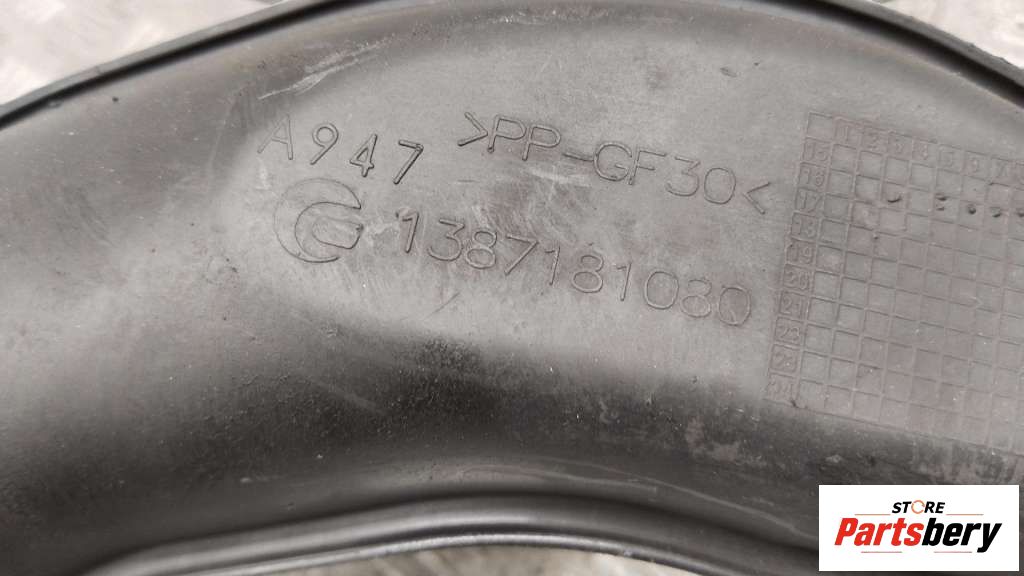 A947 >PP-GF30<
1387181080
STORE
Partsbery